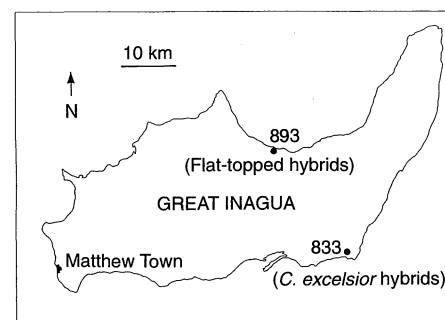 10 km
N
893
(Flat-topped hybrids)
GREAT INAGUA
833
Matthew Town
(C. excelsior hybrids)